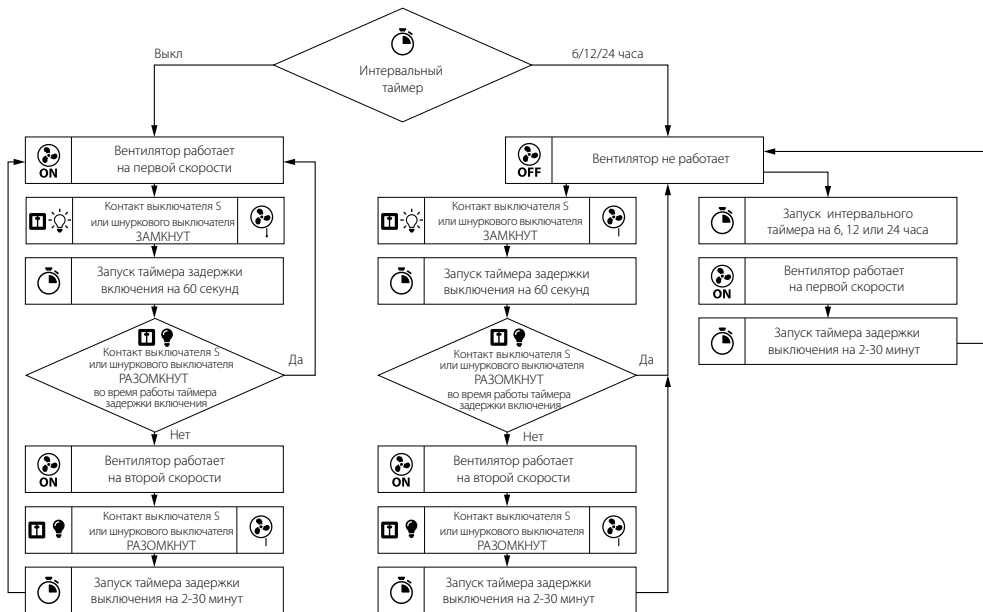 Интервальный
таймер
Выкл
6/12/24 часа
ON
Вентилятор работает
на первой скорости
Контакт выключателя S
или шнуркового выключателя
ЗАМКНУТ
Запуск таймера задержки
включения на 60 секунд
Контакт выключателя S
или шнуркового выключателя
РАЗОМКНУТ
во время работы таймера
задержки включения
Да
Нет
ON
Вентилятор работает
на второй скорости
Контакт выключателя S
или шнуркового выключателя
РАЗОМКНУТ
Запуск таймера задержки
выключения на 2-30 минут
OFF
Вентилятор не работает
Контакт выключателя S
или шнуркового выключателя
ЗАМКНУТ
Запуск таймера задержки
выключения на 60 секунд
Контакт выключателя S
или шнуркового выключателя
РАЗОМКНУТ
во время работы таймера
задержки включения
Да
Нет
ON
Вентилятор работает
на второй скорости
Контакт выключателя S
или шнуркового выключателя
РАЗОМКНУТ
Запуск таймера задержки
выключения на 2-30 минут
Запуск интервального
таймера на 6, 12 или 24 часа
ON
Вентилятор работает
на первой скорости
Запуск таймера задержки
выключения на 2-30 минут